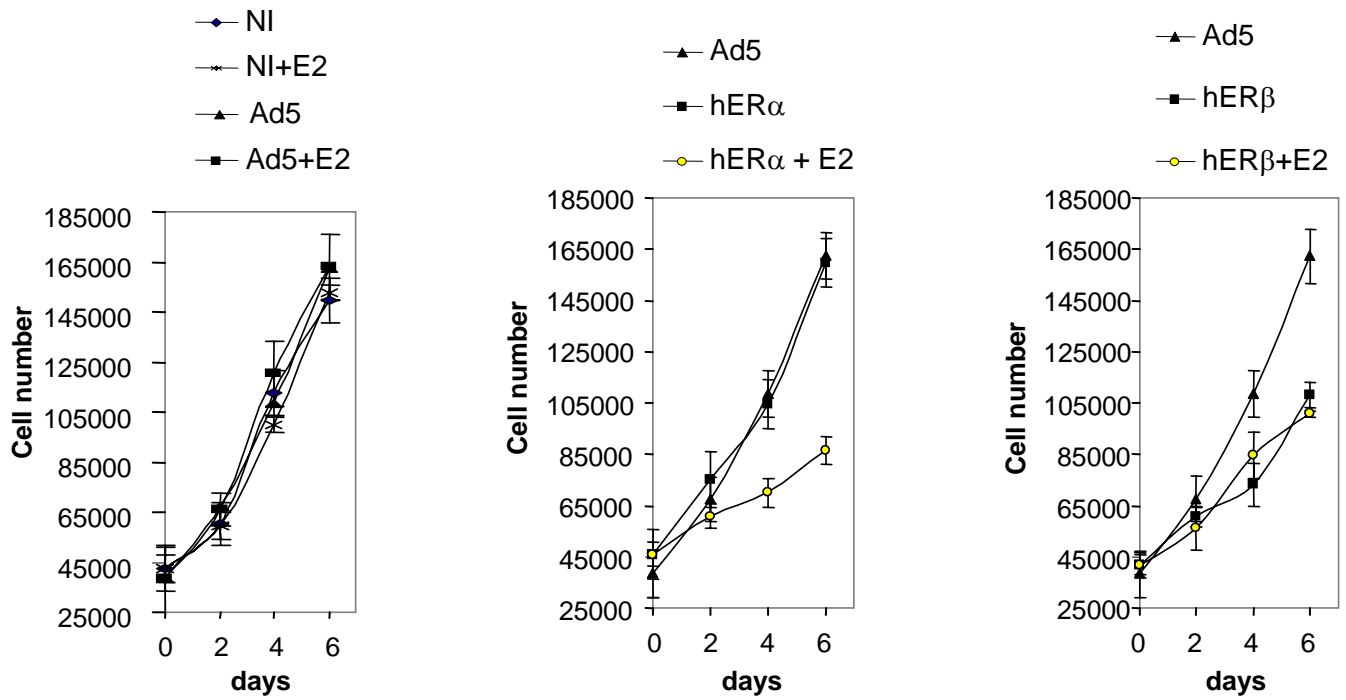 NI
NI+E2
Ad5
Ad5+E2
185000
165000
145000
125000
105000
85000
65000
45000
25000
0 2 4 6
Cell number
days
Ad5
hERα
hERα + E2
185000
165000
145000
125000
105000
85000
65000
45000
25000
0 2 4 6
Cell number
days
Ad5
hERβ
hERβ+E2
185000
165000
145000
125000
105000
85000
65000
45000
25000
0 2 4 6
Cell number
days